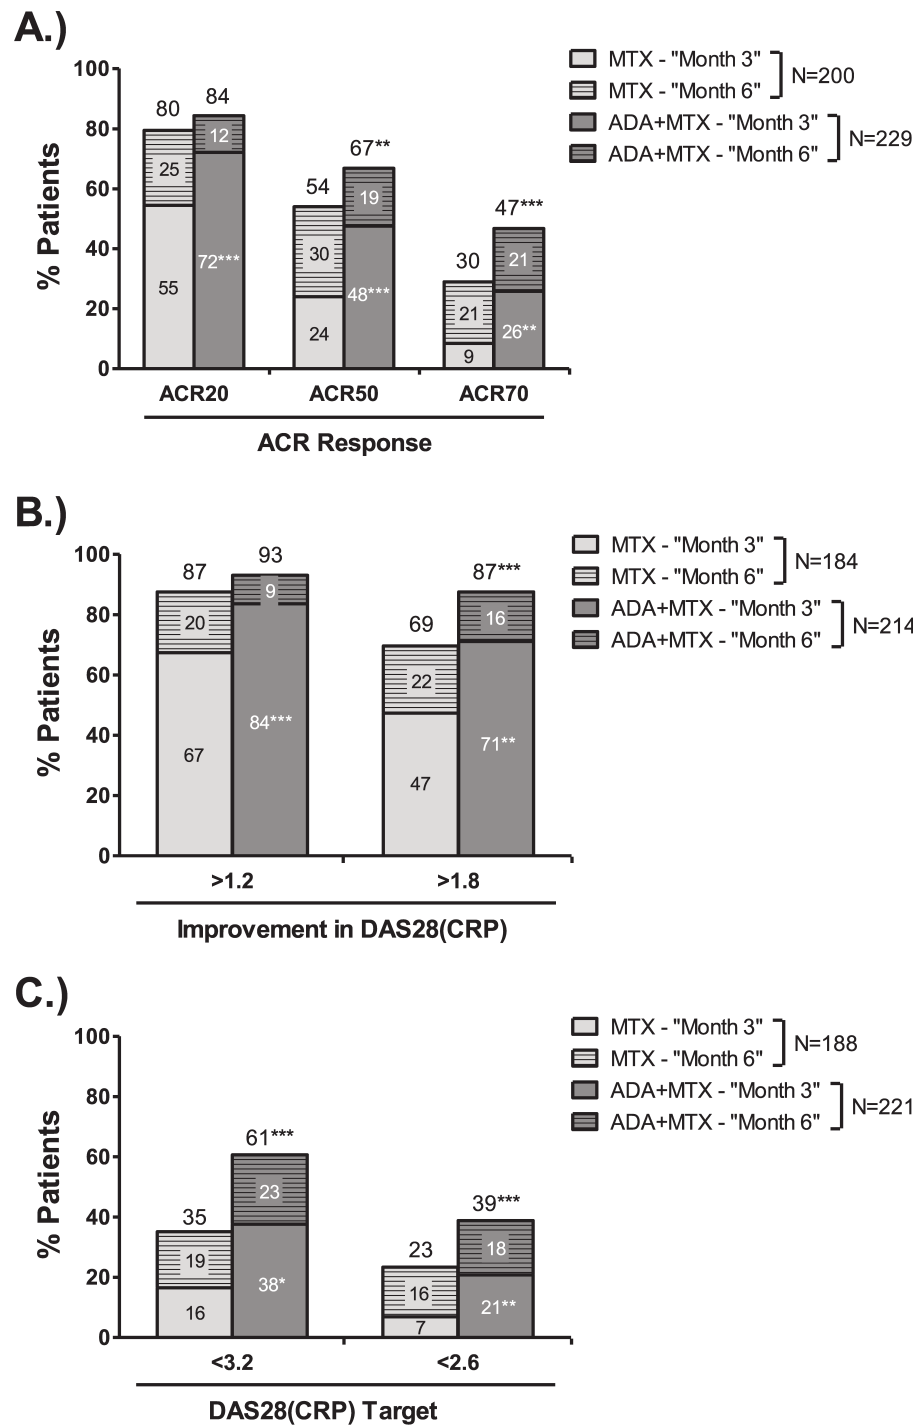 A.)
MTX - "Month 3"
MTX - "Month 6"
N=200
ADA+MTX - "Month 3"
ADA+MTX - "Month 6"
N=229
% Patients
100
80
60
40
20
0
80
84
25
12
55
72***
54
67**
30
19
24
48***
30
47***
21
21
9
26**
ACR20
ACR50
ACR70
ACR Response
B.)
MTX - "Month 3"
MTX - "Month 6"
N=184
ADA+MTX - "Month 3"
ADA+MTX - "Month 6"
N=214
% Patients
100
80
60
40
20
0
87
93
20
9
67
84***
69
87***
22
16
47
71**
>1.2
>1.8
Improvement in DAS28(CRP)
C.)
MTX - "Month 3"
MTX - "Month 6"
N=188
ADA+MTX - "Month 3"
ADA+MTX - "Month 6"
N=221
% Patients
100
80
60
40
20
0
35
61***
19
23
16
38*
23
39***
16
18
7
21**
<3.2
<2.6
DAS28(CRP) Target